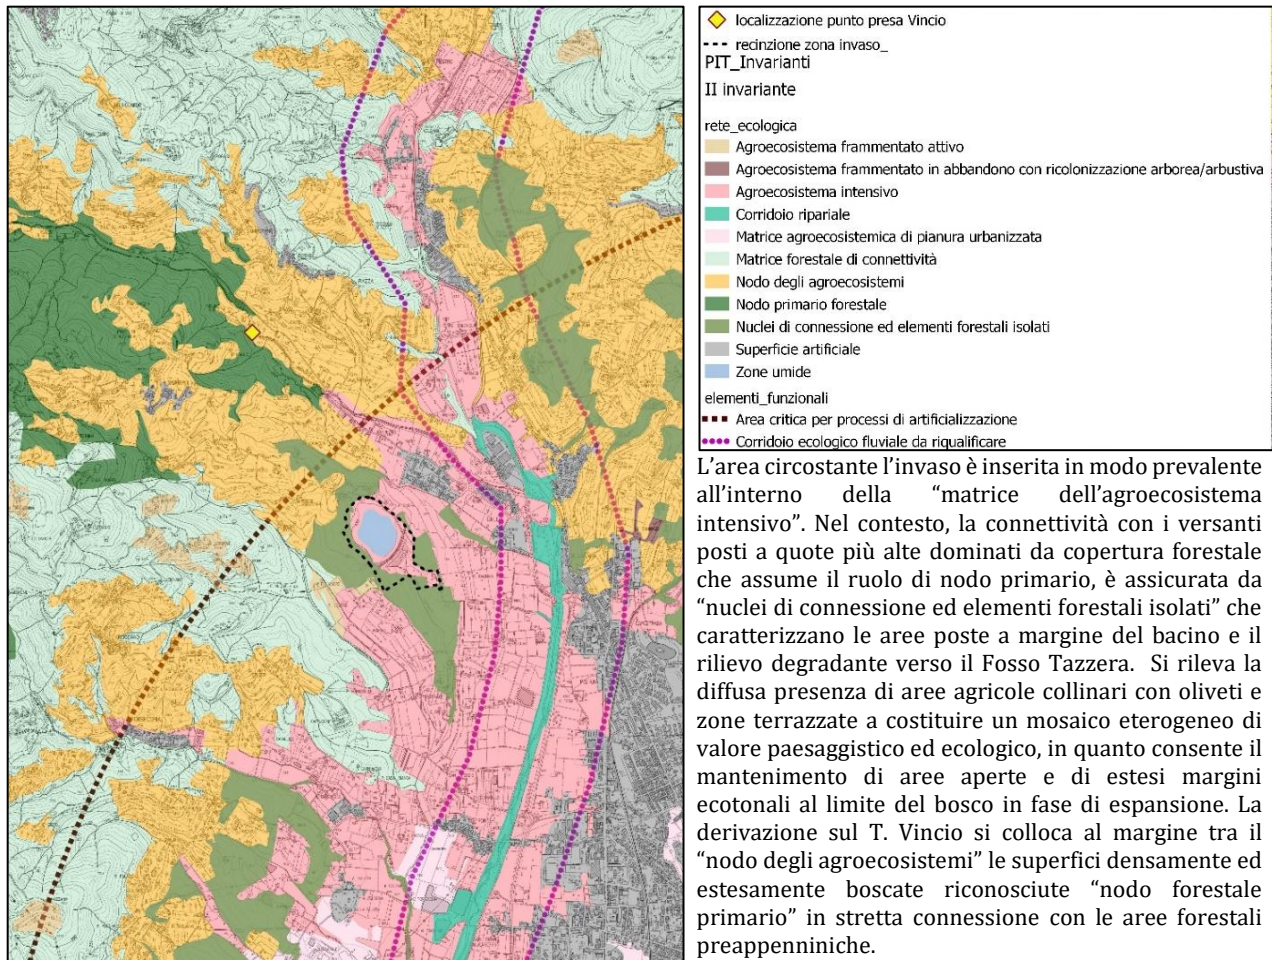 localizzazione punto presa Vincio
recinzione zona invaso_
PIT_Invarianti
II invariante
rete_ecologica
Agroecosistema frammentato attivo
Agroecosistema frammentato in abbandono con ricolonizzazione arborea/arbustiva
Agroecosistema intensivo
Corridoio ripariale
Matrice agroecosistemica di pianura urbanizzata
Matrice forestale di connettività
Nodo degli agroecosistemi
Nodo primario forestale
Nuclei di connessione ed elementi forestali isolati
Superficie artificiale
Zone umide
elementi_funzionali
Area critica per processi di artificializzazione
Corridoio ecologico fluviale da riqualificare
L’area circostante l’invaso è inserita in modo prevalente
all’interno della “matrice dell’agroecosistema
intensivo”. Nel contesto, la connettività con i versanti
posti a quote più alte dominati da copertura forestale
che assume il ruolo di nodo primario, è assicurata da
“nuclei di connessione ed elementi forestali isolati” che
caratterizzano le aree poste a margine del bacino e il
rilievo degradante verso il Fosso Tazzera. Si rileva la
diffusa presenza di aree agricole collinari con oliveti e
zone terrazzate a costituire un mosaico eterogeneo di
valore paesaggistico ed ecologico, in quanto consente il
mantenimento di aree aperte e di estesi margini
ecotonali al limite del bosco in fase di espansione. La
derivazione sul T. Vincio si colloca al margine tra il
“nodo degli agroecosistemi” le superfici densamente ed
estesamente boscate riconosciute “nodo forestale
primario” in stretta connessione con le aree forestali
preappenniniche.